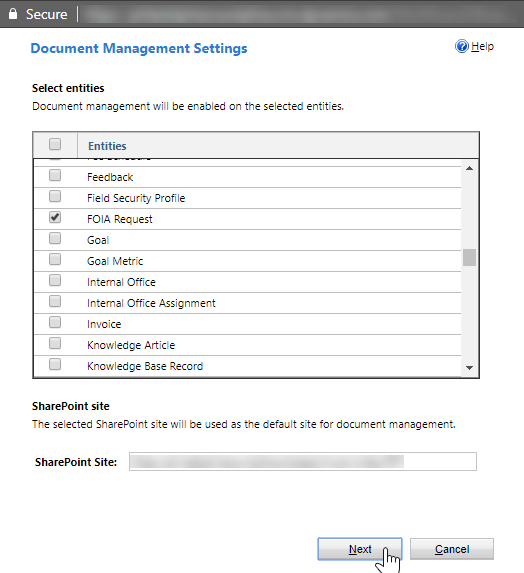 Secure
Document Management Settings
Help
Select entities
Document management will be enabled on the selected entities.
Entities
Feedback
Field Security Profile
FOIA Request
Goal
Goal Metric
Internal Office
Internal Office Assignment
Invoice
Knowledge Article
Knowledge Base Record
SharePoint site
The selected SharePoint site will be used as the default site for document management.
SharePoint Site:
Next
Cancel